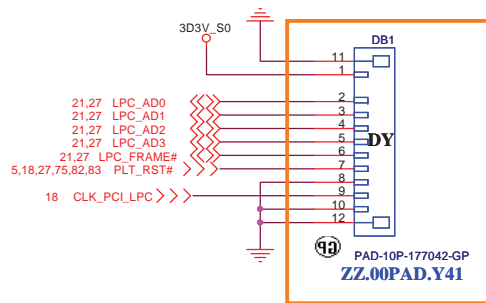 3D3V_S0
DB1
11
1
21,27 LPC_AD0 2
21,27 LPC_AD1 3
21,27 LPC_AD2 4
21,27 LPC_AD3 5
DY
21,27 LPC_FRAME# 6
5,18,27,75,82,83 PLT_RST# 7
8
18 CLK_PCI_LPC 9
10
12
GP
PAD-10P-177042-GP
ZZ.00PAD.Y41